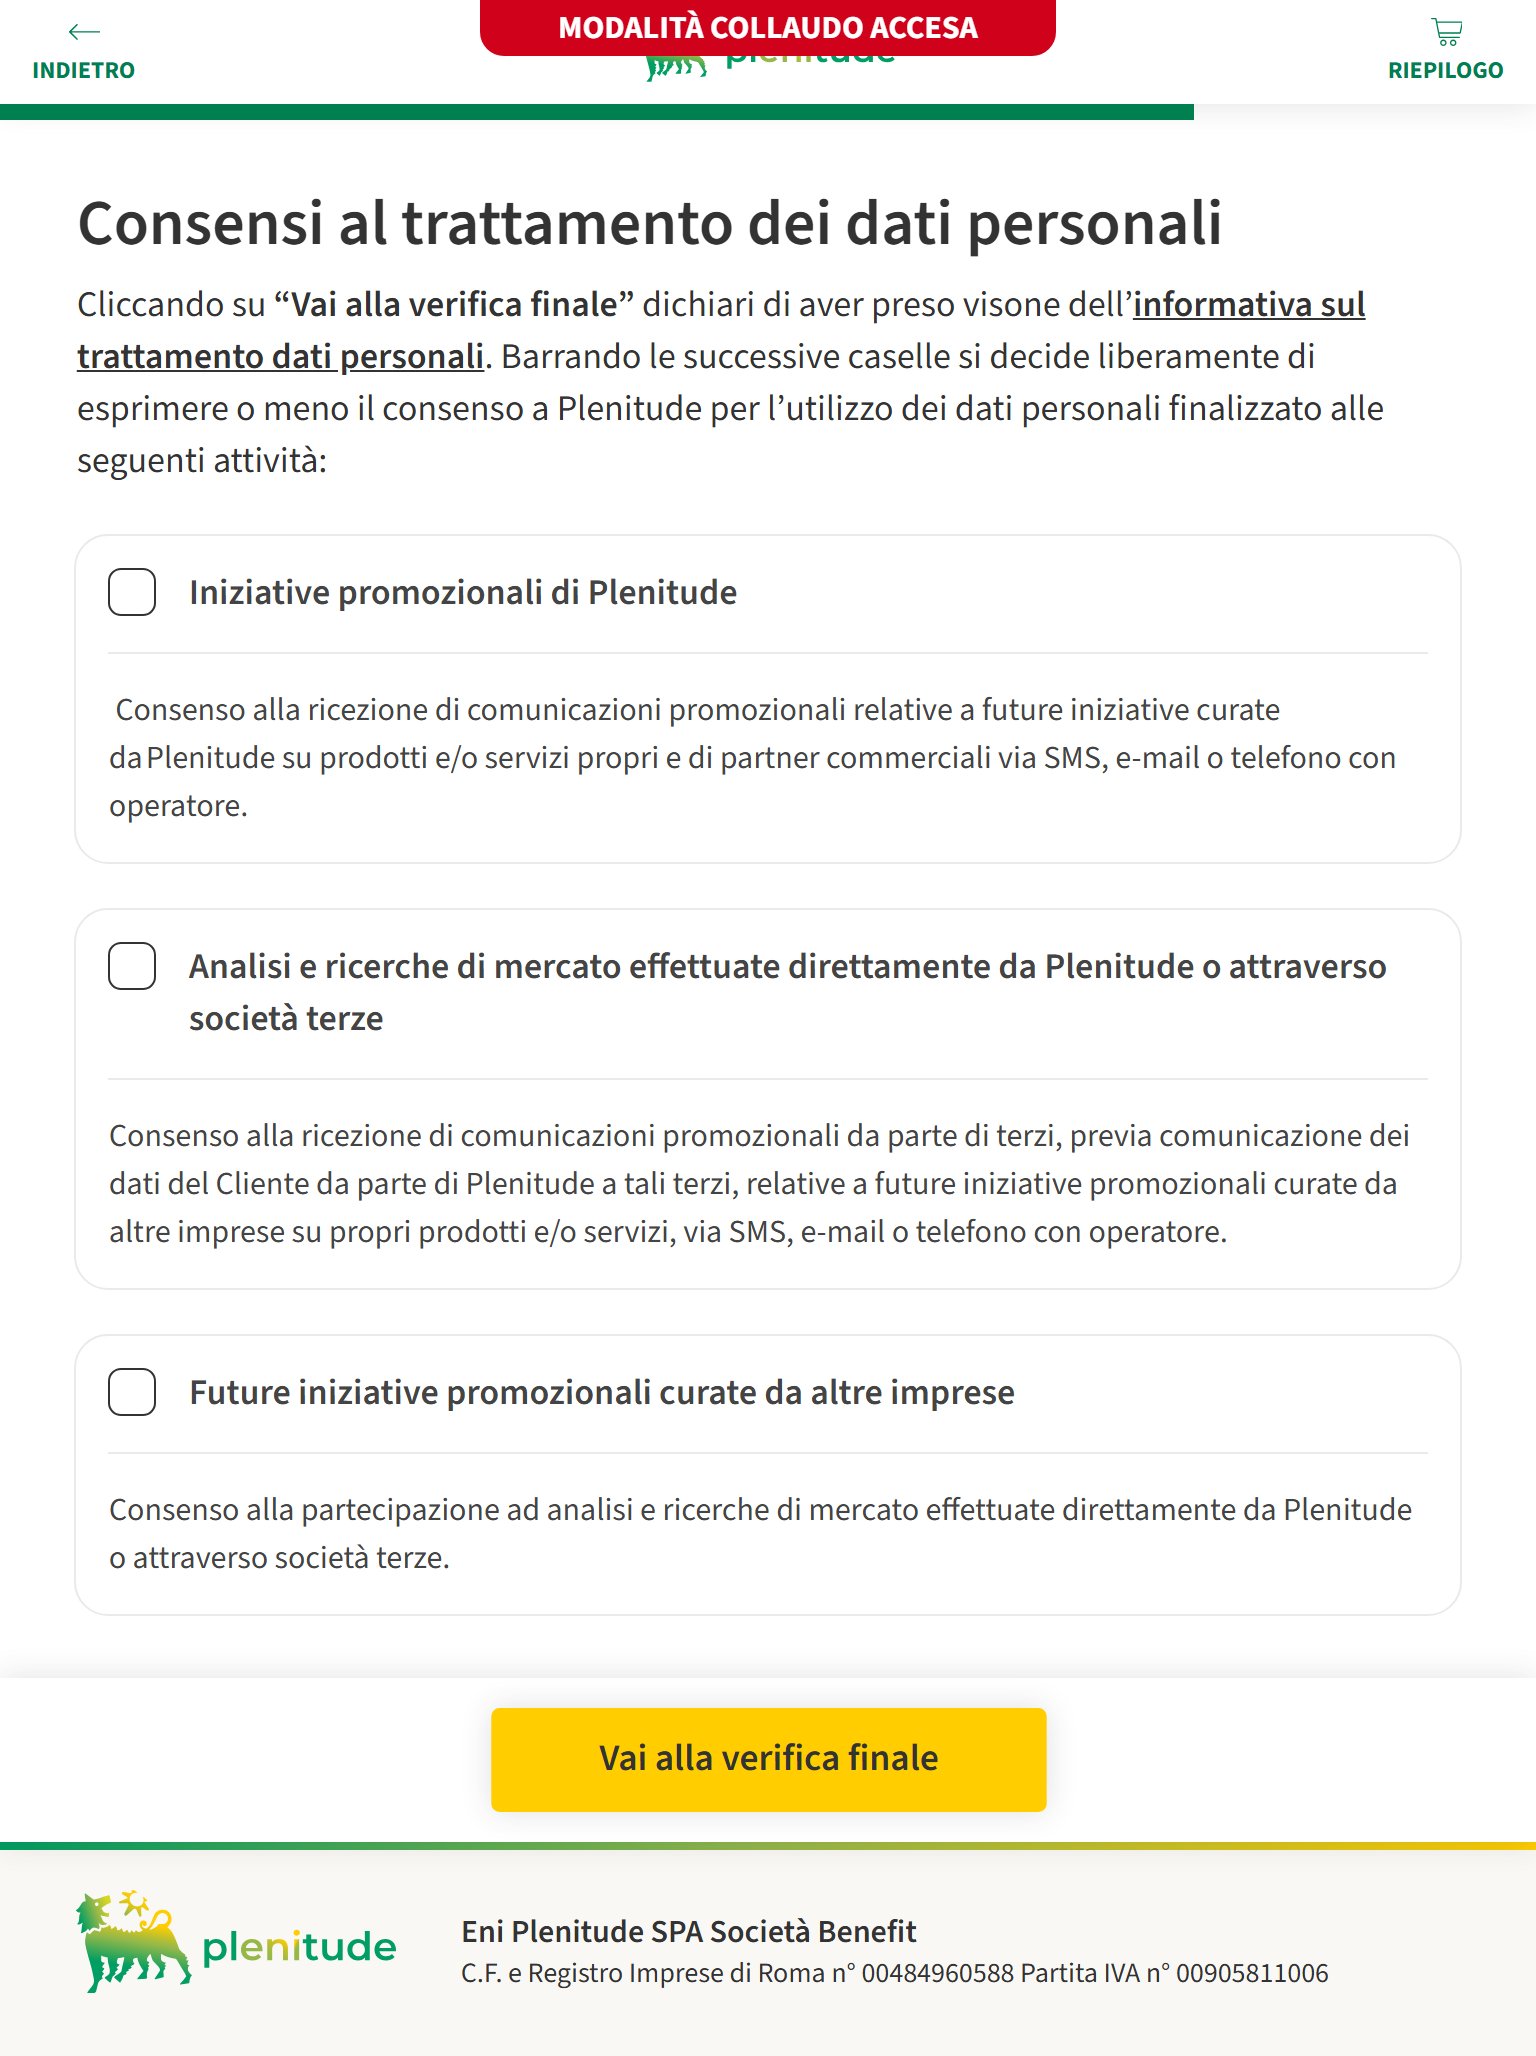 MODALITÀ COLLAUDO ACCESA
INDIETRO
plenitude
RIEPILOGO
Consensi al trattamento dei dati personali
Cliccando su “Vai alla verifica finale” dichiari di aver preso visone dell’informativa sul
trattamento dati personali. Barrando le successive caselle si decide liberamente di
esprimere o meno il consenso a Plenitude per l’utilizzo dei dati personali finalizzato alle
seguenti attività:
Iniziative promozionali di Plenitude
Consenso alla ricezione di comunicazioni promozionali relative a future iniziative curate
da Plenitude su prodotti e/o servizi propri e di partner commerciali via SMS, e-mail o telefono con
operatore.
Analisi e ricerche di mercato effettuate direttamente da Plenitude o attraverso
società terze
Consenso alla ricezione di comunicazioni promozionali da parte di terzi, previa comunicazione dei
dati del Cliente da parte di Plenitude a tali terzi, relative a future iniziative promozionali curate da
altre imprese su propri prodotti e/o servizi, via SMS, e-mail o telefono con operatore.
Future iniziative promozionali curate da altre imprese
Consenso alla partecipazione ad analisi e ricerche di mercato effettuate direttamente da Plenitude
o attraverso società terze.
Vai alla verifica finale
plenitude
Eni Plenitude SPA Società Benefit
C.F. e Registro Imprese di Roma n° 00484960588 Partita IVA n° 00905811006